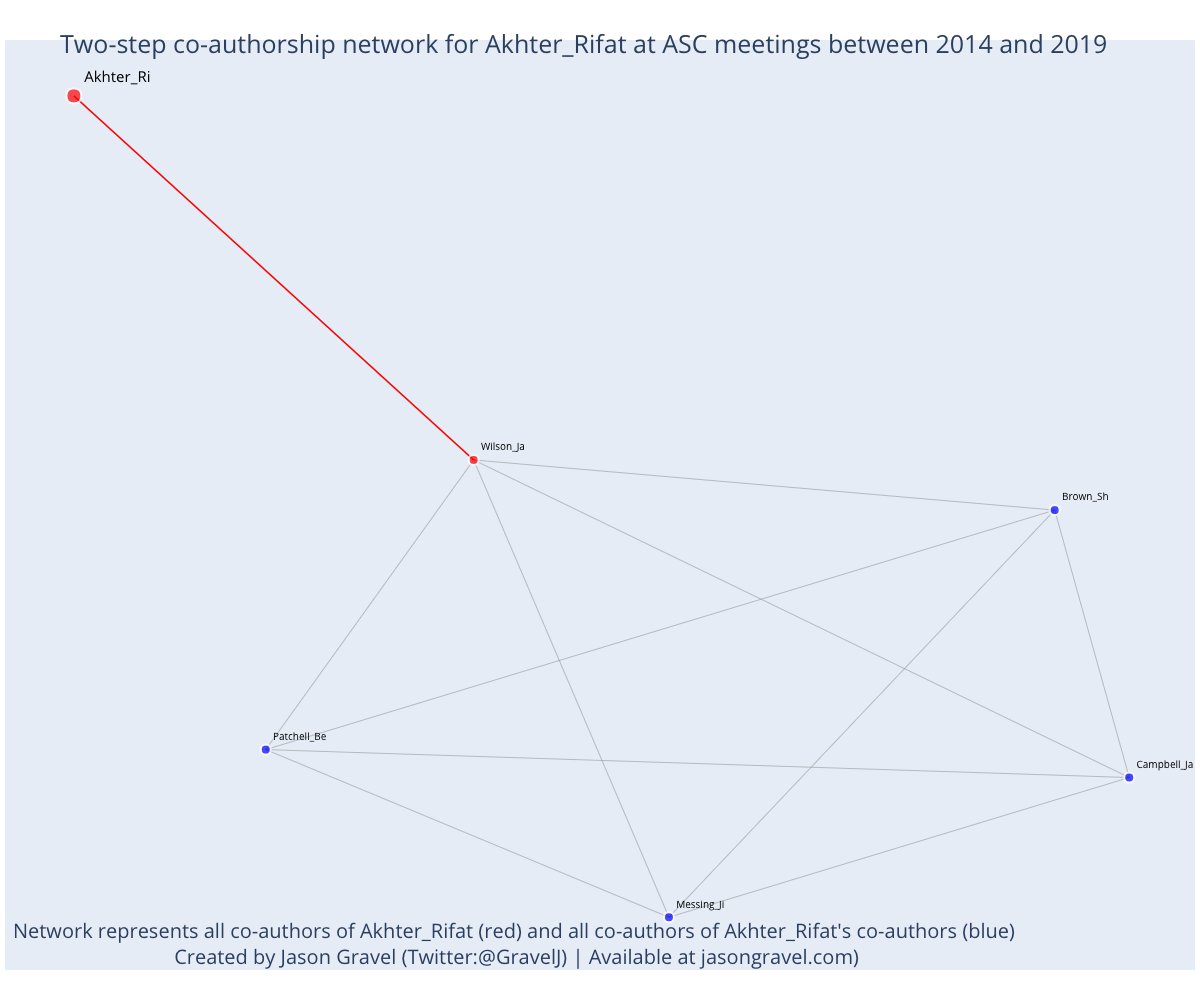 Two-step co-authorship network for Akhter_Rifat at ASC meetings between 2014 and 2019
Akhter_Ri
Wilson_Ja
Brown_Sh
Patchell_Be
Campbell_Ja
Messing_Ji
Network represents all co-authors of Akhter_Rifat (red) and all co-authors of Akhter_Rifat's co-authors (blue)
Created by Jason Gravel (Twitter:@GravelJ) | Available at jasongravel.com)